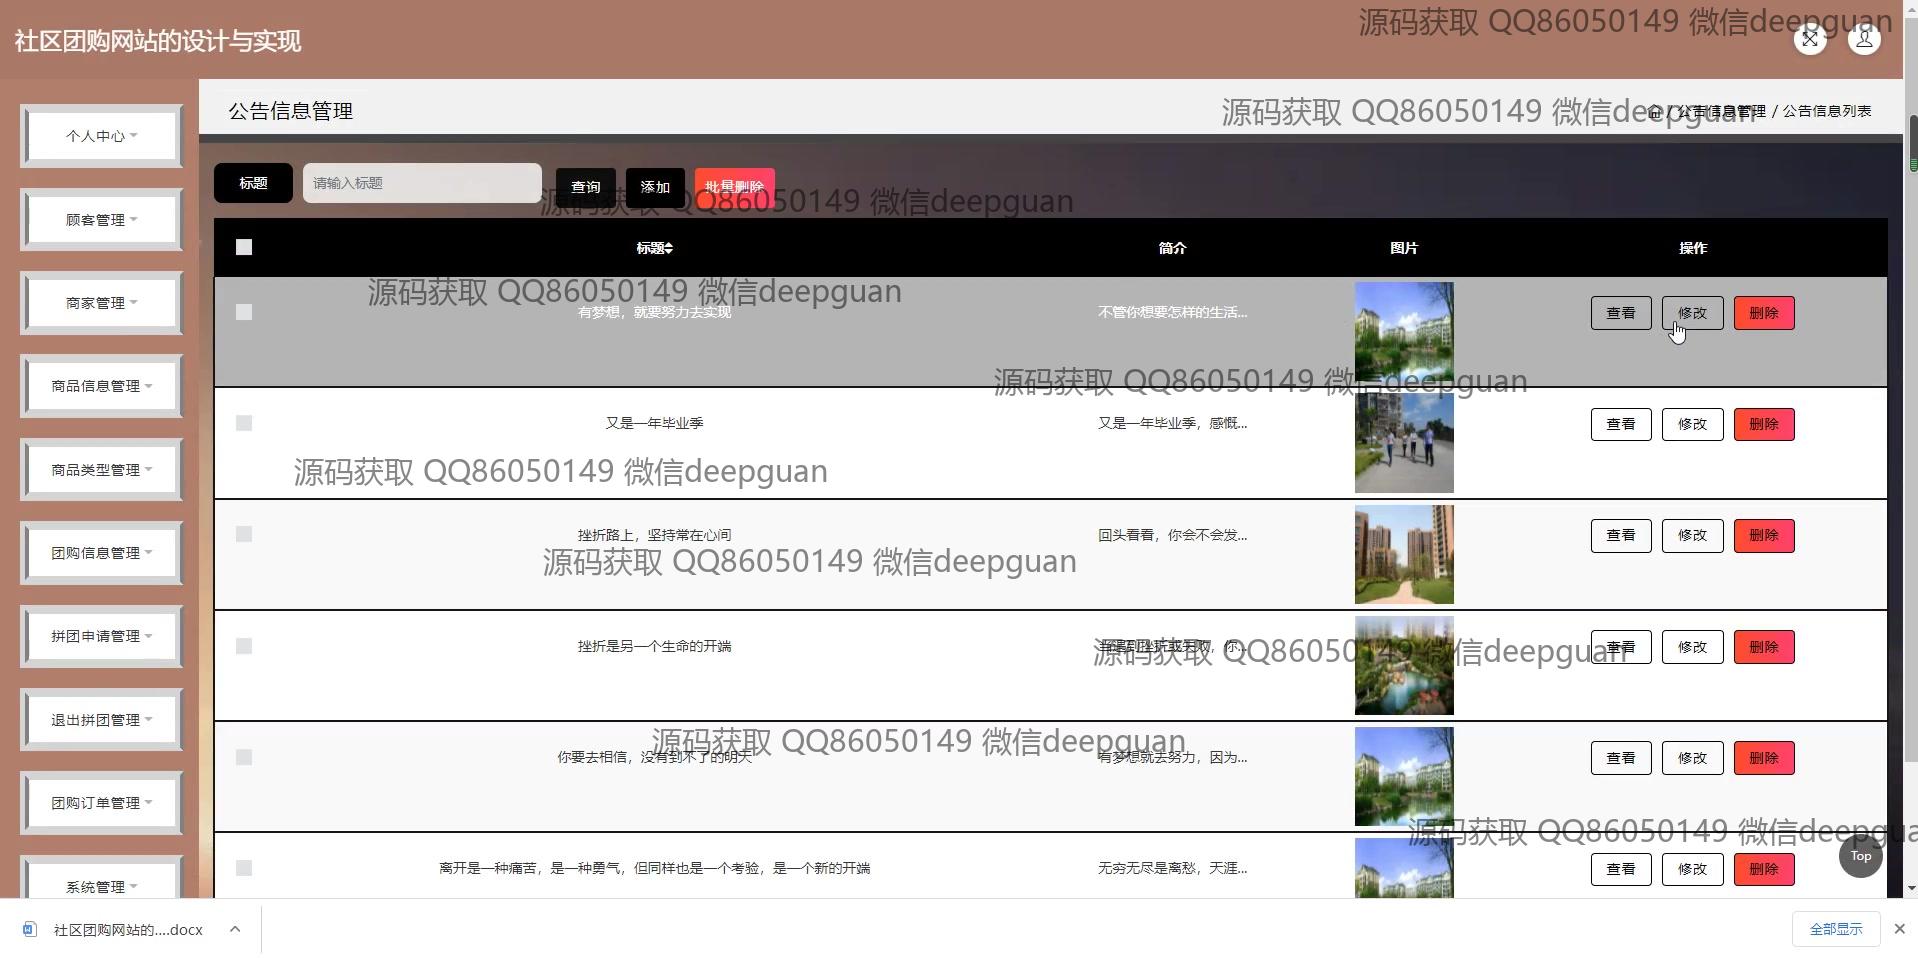 源码获取 QQ86050149 微信deepguan
社区团购网站的设计与实现
公告信息管理
源码获取 QQ86050149 微信deepguan
/ 公告信息管理 / 公告信息列表
个人中心
顾客管理
商家管理
商品信息管理
商品类型管理
团购信息管理
拼团申请管理
退出拼团管理
团购订单管理
系统管理
标题 请输入标题 查询 添加 批量删除
源码获取 QQ86050149 微信deepguan
标题 简介 图片 操作
源码获取 QQ86050149 微信deepguan
有梦想，就要努力去实现 不管你想要怎样的生活... 查看 修改 删除
源码获取 QQ86050149 微信deepguan
又是一年毕业季 又是一年毕业季，感慨... 查看 修改 删除
源码获取 QQ86050149 微信deepguan
挫折路上，坚持常在心间 回头看看，你会不会发... 查看 修改 删除
源码获取 QQ86050149 微信deepguan
挫折是另一个生命的开端 当遇到挫折或失败，你... 查看 修改 删除
源码获取 QQ86050149 微信deepguan
源码获取 QQ86050149 微信deepguan
你要去相信，没有到不了的明天 有梦想就去努力，因为... 查看 修改 删除
源码获取 QQ86050149 微信deepgua
离开是一种痛苦，是一种勇气，但同样也是一个考验，是一个新的开端 无穷无尽是离愁，天涯... 查看 修改 删除
Top
社区团购网站的....docx 全部显示